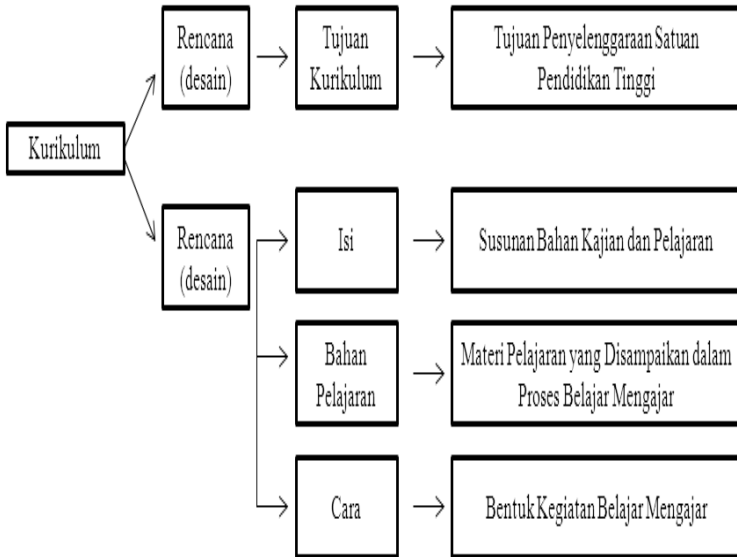 Rencana
(desain)
Tujuan
Kurikulum
Tujuan Penyelenggaraan Satuan
Pendidikan Tinggi
Kurikulum
Rencana
(desain)
Isi
Susunan Bahan Kajian dan Pelajaran
Bahan
Pelajaran
Materi Pelajaran yang Disampaikan dalam
Proses Belajar Mengajar
Cara
Bentuk Kegiatan Belajar Mengajar